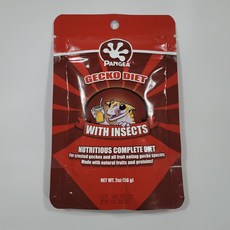 PANGEA
GECKO DIET
WITH INSECTS
NUTRITIOUS COMPLETE DIET
for crested geckos and all fruit eating gecko species.
Made with natural fruits and proteins!
NET WT. 2oz (56g)